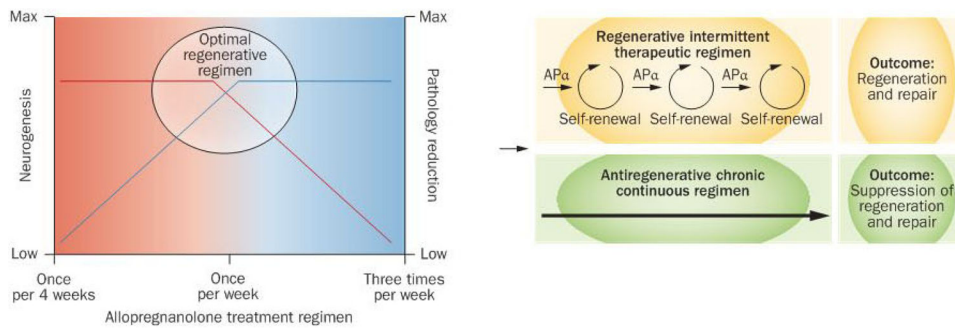 Max
Max
Optimal
regenerative
regimen
Neurogenesis
Pathology reduction
Low
Low
Once
per 4 weeks
Once
per week
Three times
per week
Allopregnanolone treatment regimen
Regenerative intermittent
therapeutic regimen
APα
APα
APα
Self-renewal
Self-renewal
Self-renewal
Outcome:
Regeneration
and repair
Antiregenerative chronic
continuous regimen
Outcome:
Suppression of
regeneration
and repair